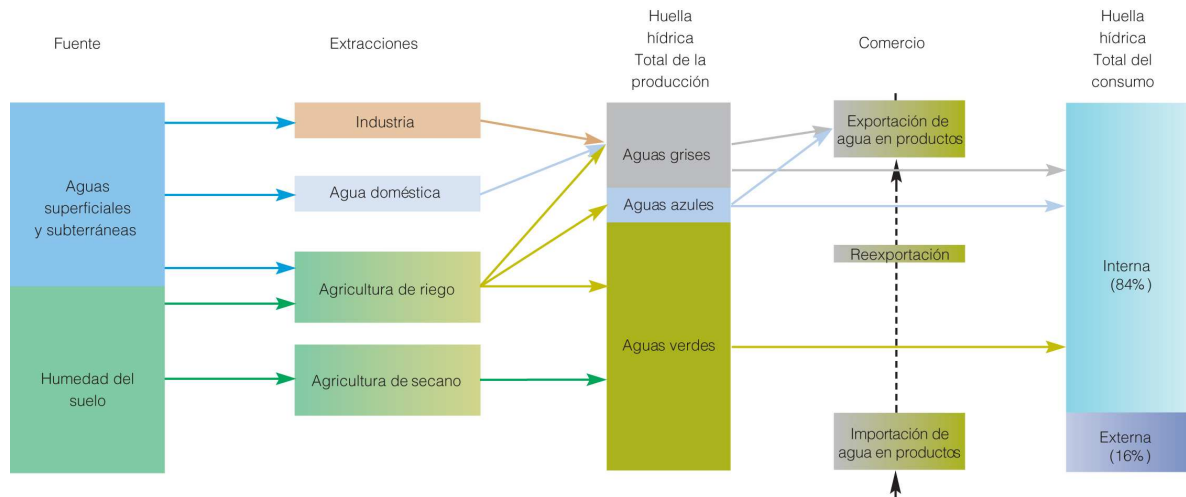 Fuente
Extracciones
Huella
hídrica
Total de la
producción
Comercio
Huella
hídrica
Total del
consumo
Aguas
superficiales
y subterráneas
Humedad del
suelo
Industria
Agua doméstica
Agricultura de riego
Agricultura de secano
Aguas grises
Aguas azules
Aguas verdes
Exportación de
agua en productos
Reexportación
Importación de
agua en productos
Interna
(84%)
Externa
(16%)